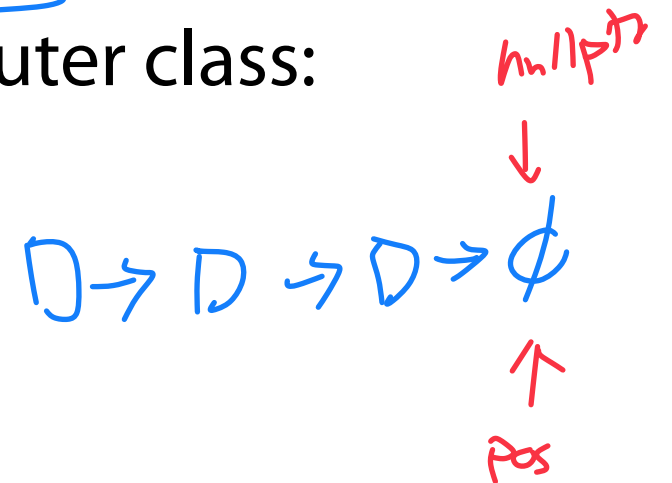 uter class:
nullptr
D → D → D → ∅
pos